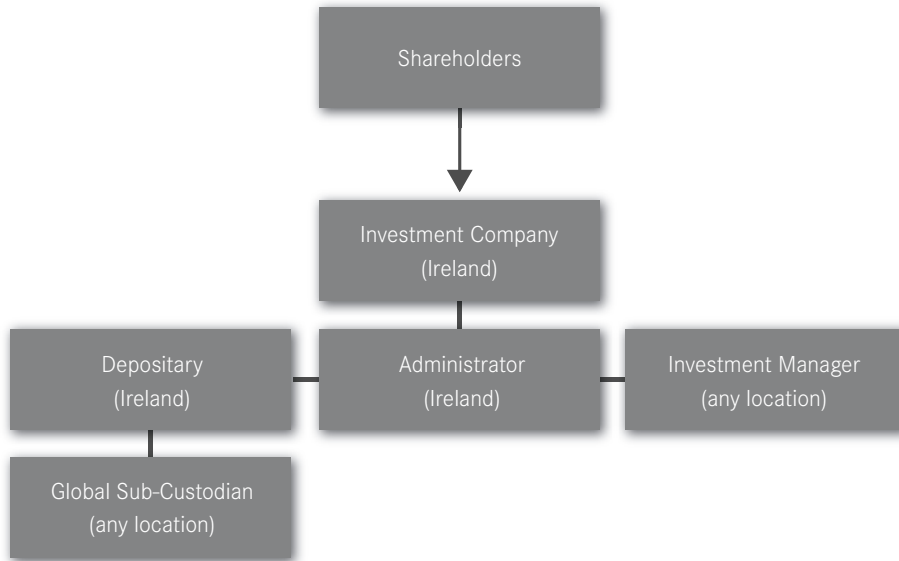 Shareholders
Investment Company
(Ireland)
Depositary
(Ireland)
Administrator
(Ireland)
Investment Manager
(any location)
Global Sub-Custodian
(any location)